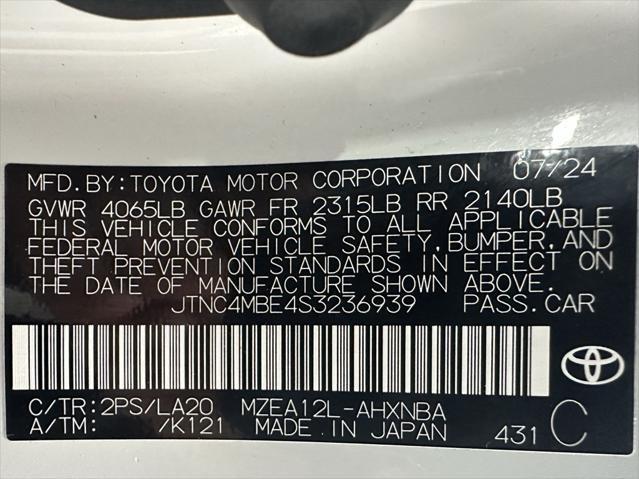 MFD.BY:TOYOTA MOTOR CORPORATION 07/24
GVWR 4065LB GAWR FR 2315LB RR 2140LB
THIS VEHICLE CONFORMS TO ALL APPLICABLE
FEDERAL MOTOR VEHICLE SAFETY,BUMPER,AND
THEFT PREVENTION STANDARDS IN EFFECT ON
THE DATE OF MANUFACTURE SHOWN ABOVE.
JTNC4MBE4S3236939 PASS.CAR
C/TR:2PS/LA20 MZEA12L-AHXNBA
A/TM: /K121 MADE IN JAPAN 431 C